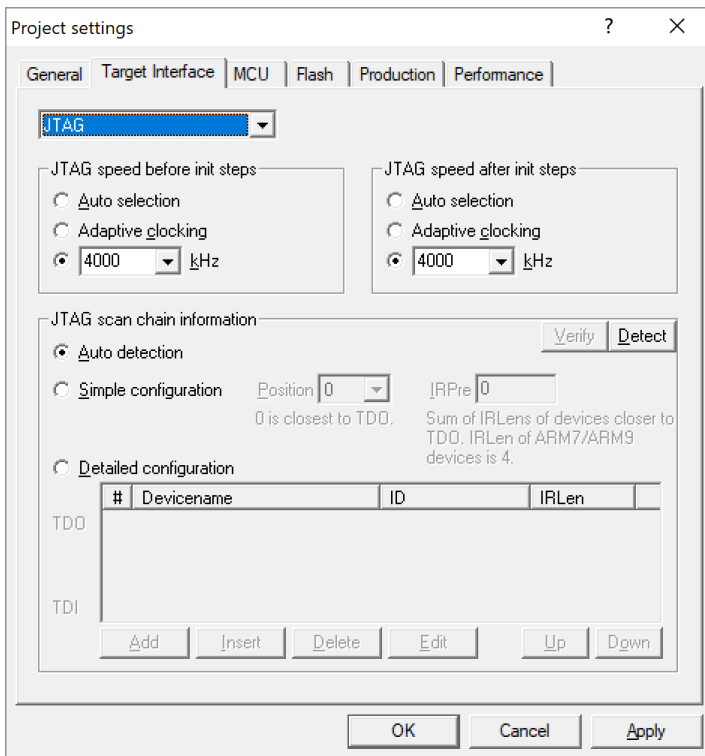 Project settings
? ×
General Target Interface MCU Flash Production Performance
JTAG
JTAG speed before init steps JTAG speed after init steps
Auto selection Auto selection
Adaptive clocking Adaptive clocking
4000 kHz 4000 kHz
JTAG scan chain information
Verify Detect
Auto detection
Simple configuration Position 0 IRPre 0
0 is closest to TDO. Sum of IRLens of devices closer to
TDO. IRLen of ARM7/ARM9
devices is 4.
Detailed configuration
# Devicename ID IRLen
TDO
TDI
Add Insert Delete Edit Up Down
OK Cancel Apply